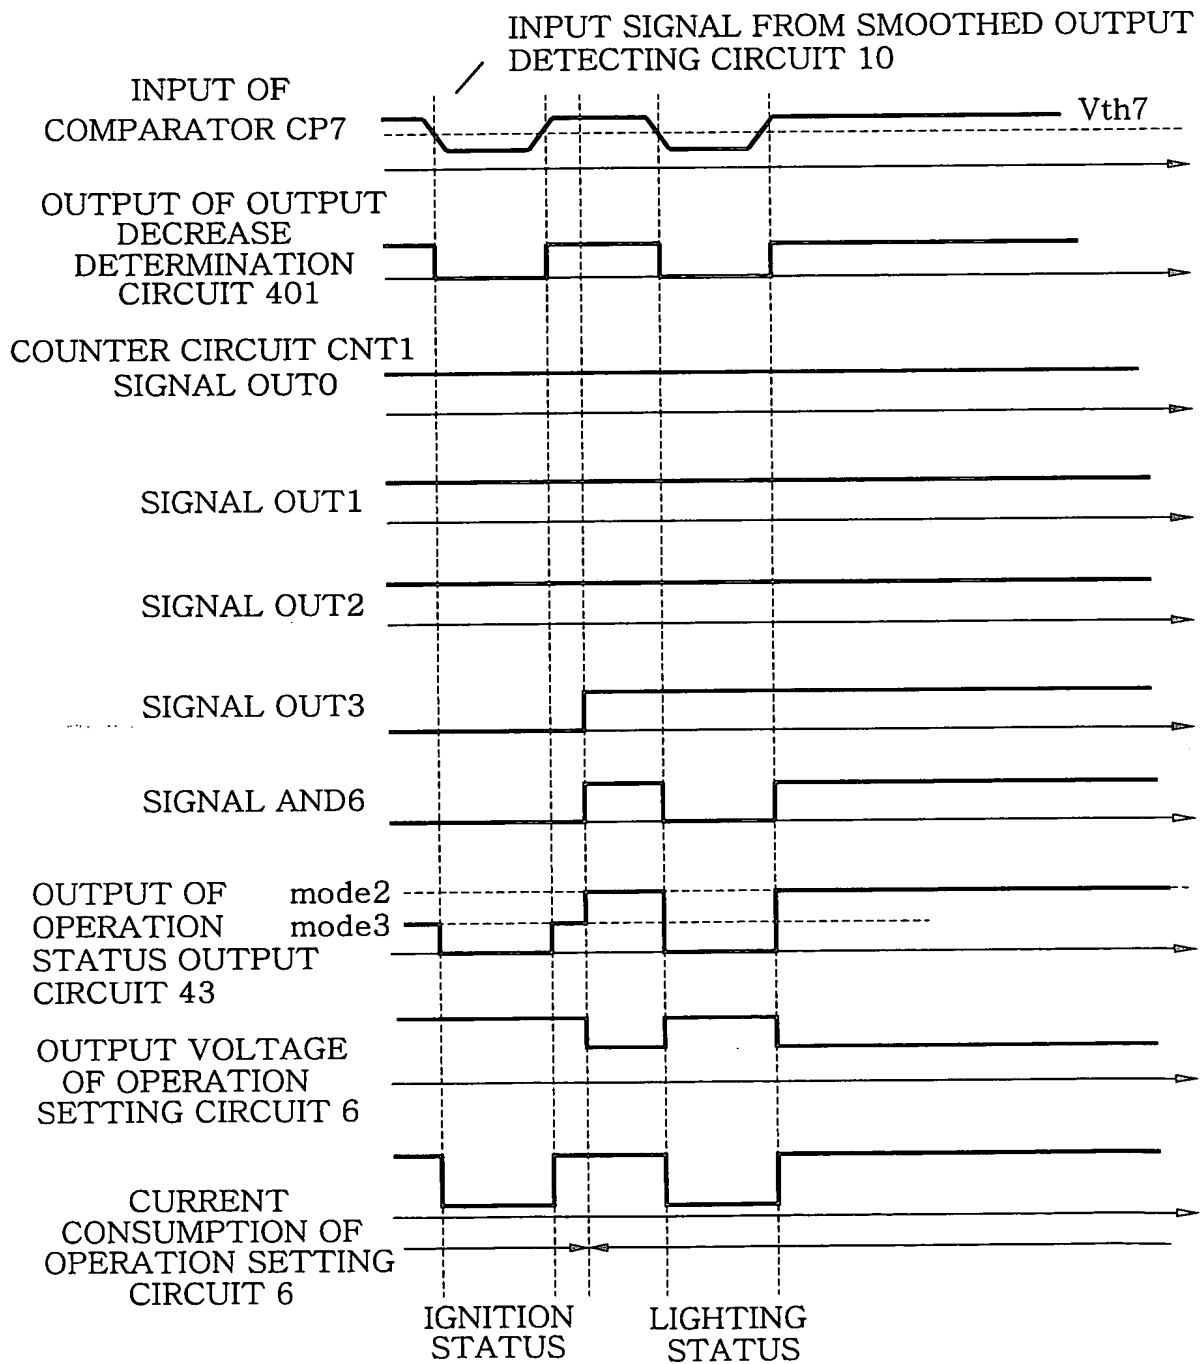 INPUT SIGNAL FROM SMOOTHED OUTPUT
DETECTING CIRCUIT 10
INPUT OF
COMPARATOR CP7
Vth7
OUTPUT OF OUTPUT
DECREASE
DETERMINATION
CIRCUIT 401
COUNTER CIRCUIT CNT1
SIGNAL OUT0
SIGNAL OUT1
SIGNAL OUT2
SIGNAL OUT3
SIGNAL AND6
OUTPUT OF mode2
OPERATION mode3
STATUS OUTPUT
CIRCUIT 43
OUTPUT VOLTAGE
OF OPERATION
SETTING CIRCUIT 6
CURRENT
CONSUMPTION OF
OPERATION SETTING
CIRCUIT 6
IGNITION
STATUS
LIGHTING
STATUS